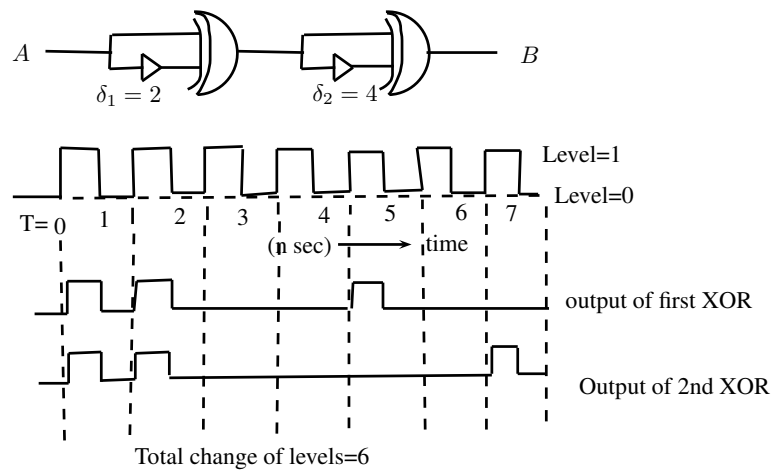 A
B
δ₁ = 2
δ₂ = 4
Level=1
Level=0
T= 0 1 2 3 4 5 6 7
(n sec) time
output of first XOR
Output of 2nd XOR
Total change of levels=6